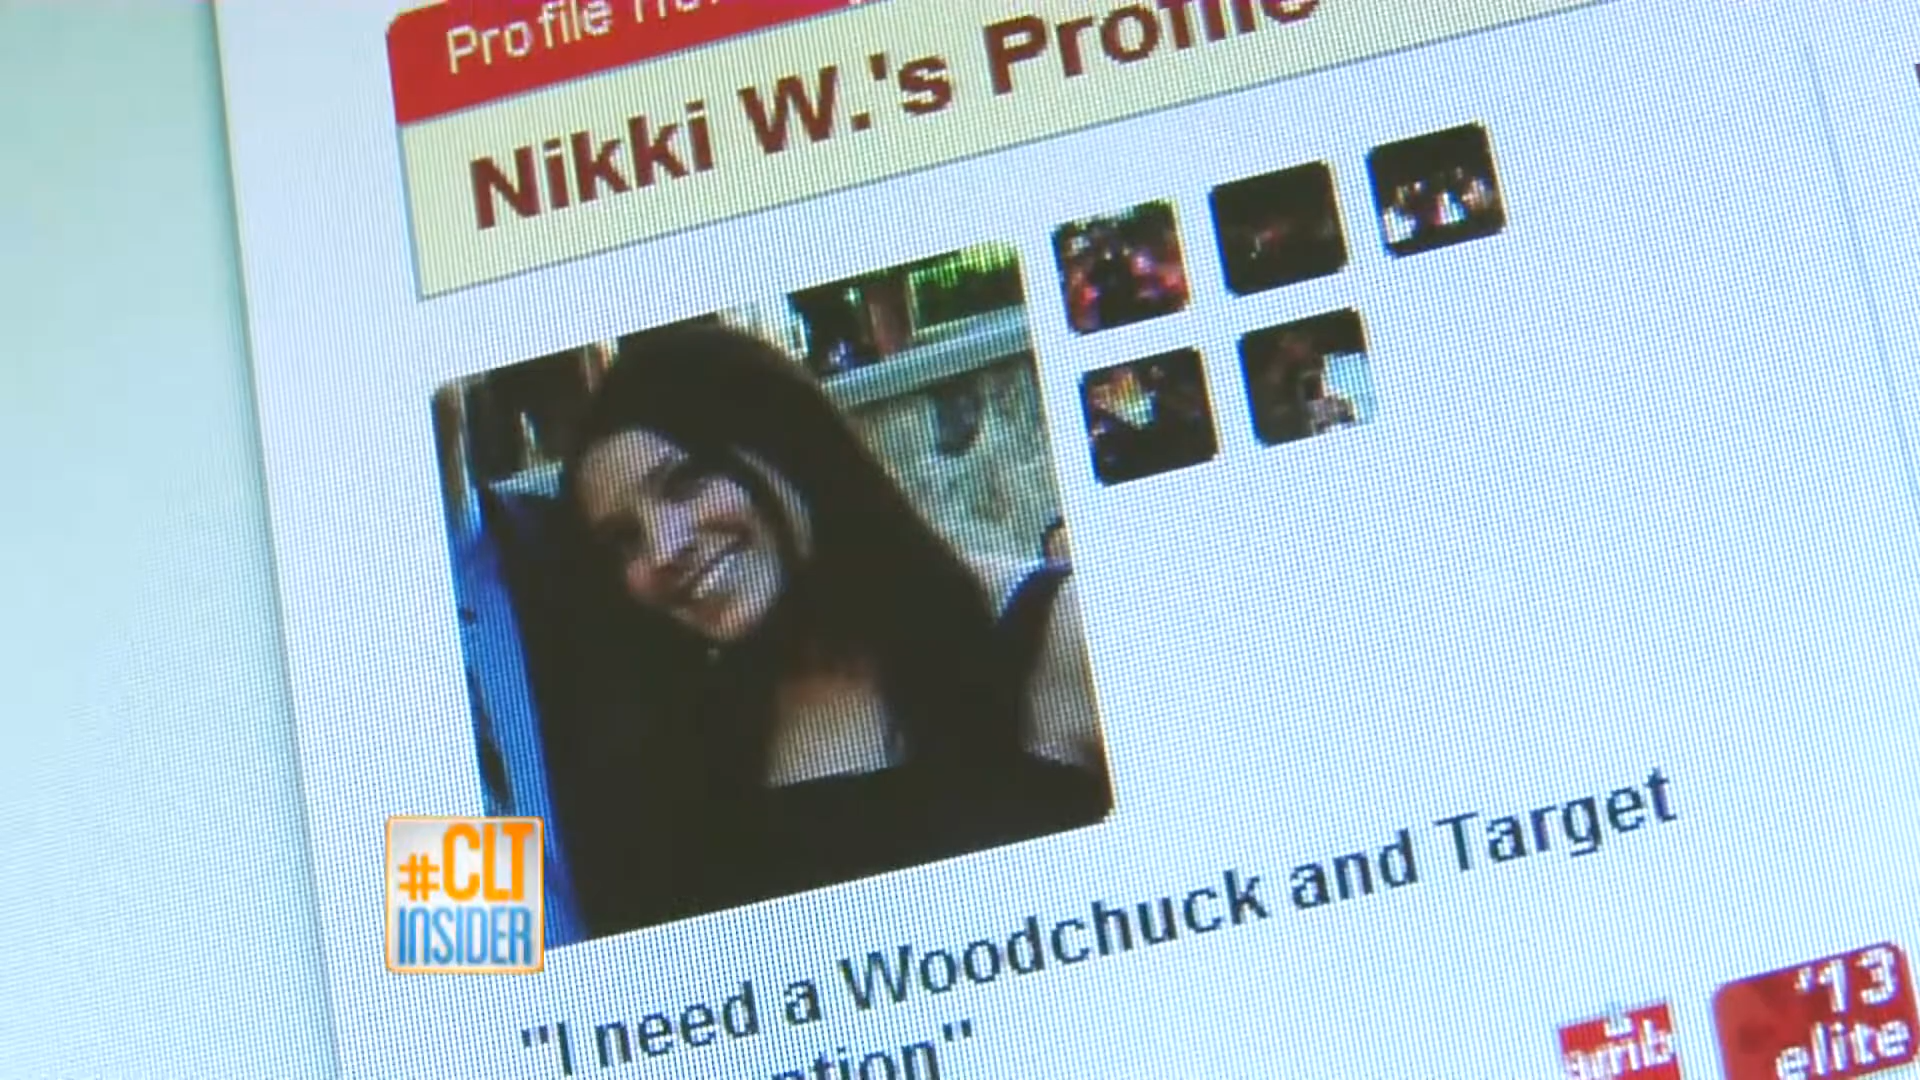 Profile
Nikki W.'s Profile
"I need a Woodchuck and Target
#CLT
INSIDER
'13
elite